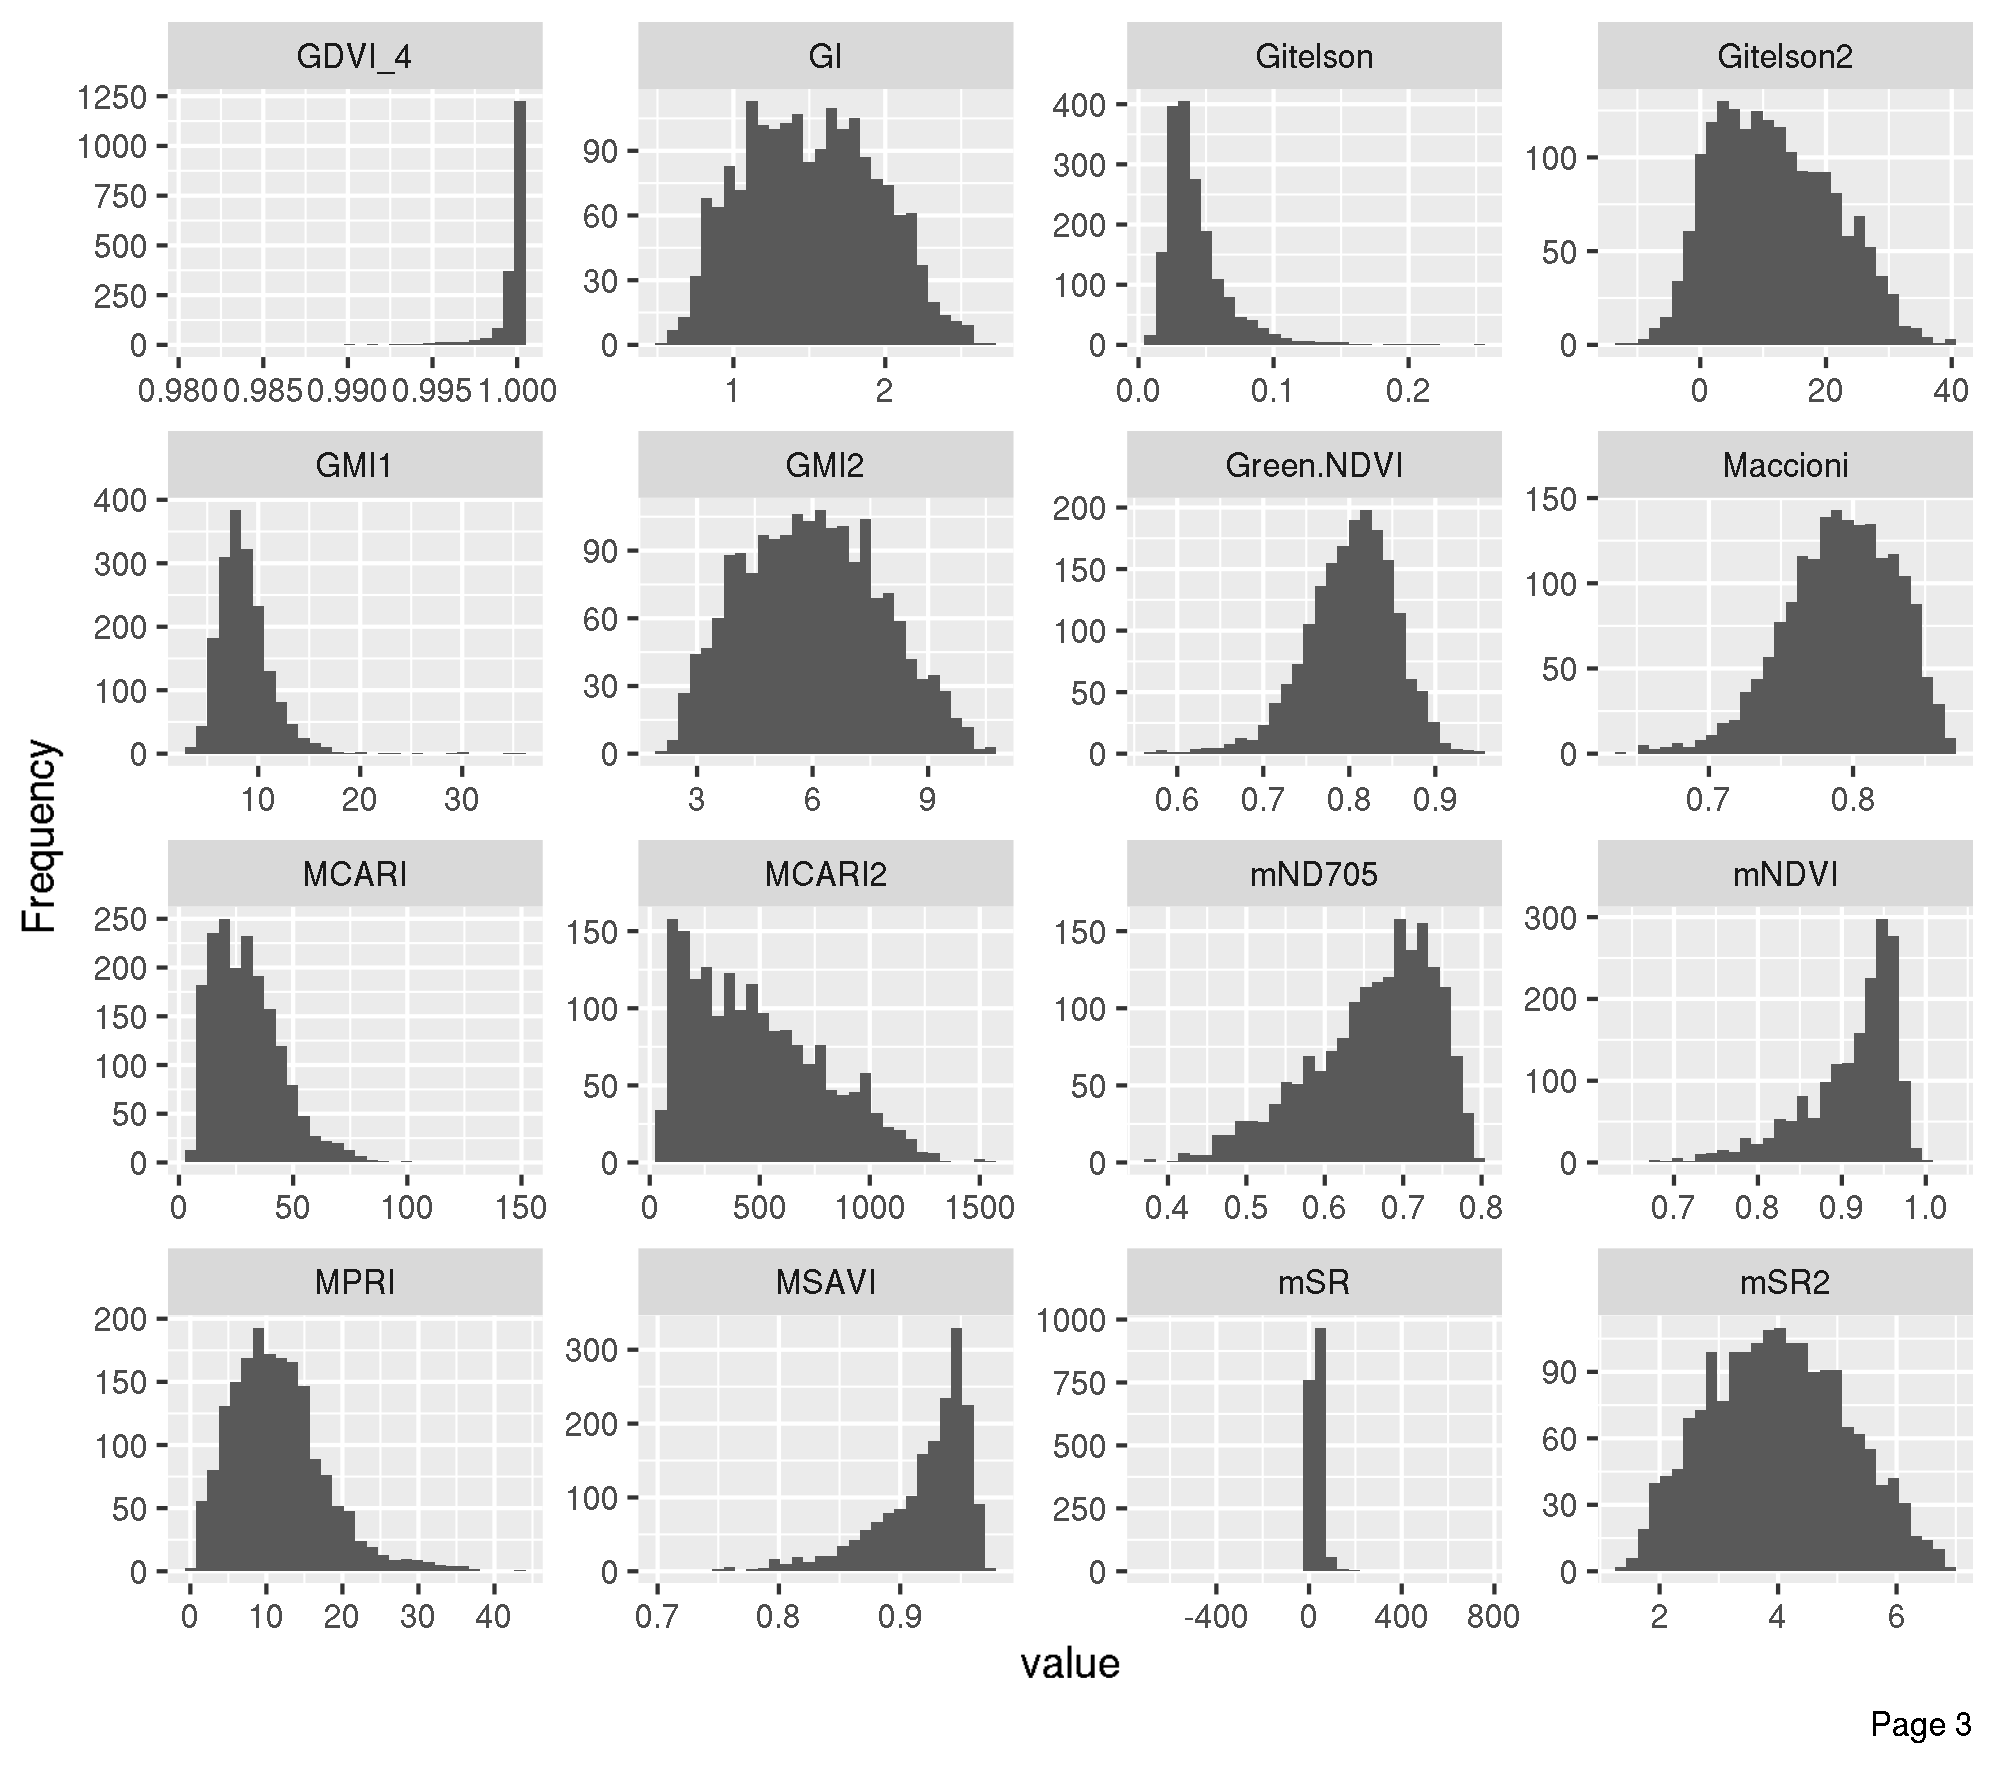 GDVI_4 GI Gitelson Gitelson2
1250 1000 750 500 250 0
90 60 30 0
400 300 200 100 0
100 50 0
0.980 0.985 0.990 0.995 1.000
1 2
0.0 0.1 0.2
0 20 40
GMI1 GMI2 Green.NDVI Maccioni
400 300 200 100 0
90 60 30 0
200 150 100 50 0
150 100 50 0
10 20 30
3 6 9
0.6 0.7 0.8 0.9
0.7 0.8
Frequency
MCARI MCARI2 mND705 mNDVI
250 200 150 100 50 0
150 100 50 0
150 100 50 0
300 200 100 0
0 50 100 150
0 500 1000 1500
0.4 0.5 0.6 0.7 0.8
0.7 0.8 0.9 1.0
MPRI MSAVI mSR mSR2
200 150 100 50 0
300 200 100 0
1000 750 500 250 0
90 60 30 0
0 10 20 30 40
0.7 0.8 0.9
-400 0 400 800
2 4 6
value
Page 3